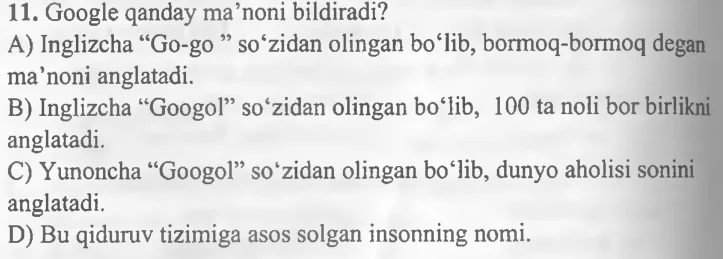 11. Google qanday ma’noni bildiradi?
A) Inglizcha “Go-go ” so‘zidan olingan bo‘lib, bormoq-bormoq degan
ma’noni anglatadi.
B) Inglizcha “Googol” so‘zidan olingan bo‘lib, 100 ta noli bor birlikni
anglatadi.
C) Yunoncha “Googol” so‘zidan olingan bo‘lib, dunyo aholisi sonini
anglatadi.
D) Bu qiduruv tizimiga asos solgan insonning nomi.